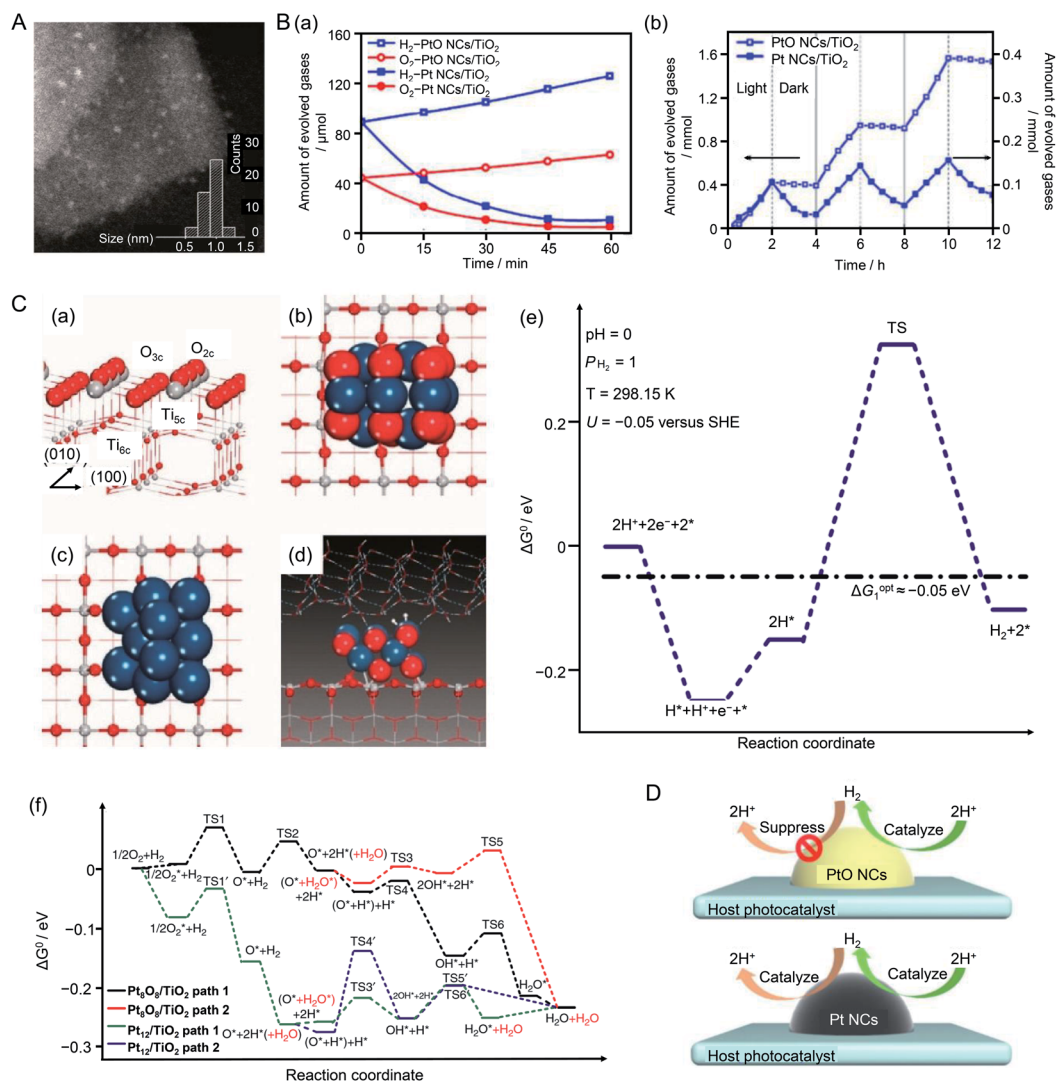 A
Counts
30
20
10
0
Size (nm)
0.5 1.0 1.5
B
(a)
160
120
80
40
0
Amount of evolved gases
/ μmol
H₂−PtO NCs/TiO₂
O₂−PtO NCs/TiO₂
H₂−Pt NCs/TiO₂
O₂−Pt NCs/TiO₂
0 15 30 45 60
Time / min
(b)
1.6
1.2
0.8
0.4
0
Amount of evolved gases
/ mmol
PtO NCs/TiO₂
Pt NCs/TiO₂
Light
Dark
0.4
0.3
0.2
0.1
0
Amount of evolved gases
/ mmol
0 2 4 6 8 10 12
Time / h
C
(a)
O3c
O2c
Ti5c
Ti6c
(010)
(100)
(b)
(c)
(d)
(e)
pH = 0
P H₂ = 1
T = 298.15 K
U = −0.05 versus SHE
TS
0.2
0
−0.2
ΔG⁰ / eV
2H⁺+2e⁻+2*
ΔG₁ᵒᵖᵗ ≈ −0.05 eV
2H*
H₂+2*
H*+H⁺+e⁻+*
Reaction coordinate
(f)
0
−0.1
−0.2
−0.3
ΔG⁰ / eV
1/2O₂+H₂
1/2O₂*+H₂
TS1
TS1′
O*+H₂
TS2
O*+2H*(+H₂O)
(O*+H₂O*)
+2H*
TS3
TS4
(O*+H*)+H*
2OH*+2H*
TS5
TS6
1/2O₂*+H₂
O*+H₂
TS4′
(O*+H₂O*)
+2H*
TS3′
2OH*+2H*
TS5′
TS6′
OH*+H*
H₂O*
O*+2H*(+H₂O)
(O*+H*)+H*
OH*+H*
H₂O*+H₂O
H₂O+H₂O
Pt₈O₈/TiO₂ path 1
Pt₈O₈/TiO₂ path 2
Pt₁₂/TiO₂ path 1
Pt₁₂/TiO₂ path 2
Reaction coordinate
D
H₂
2H⁺
2H⁺
Suppress
Catalyze
PtO NCs
Host photocatalyst
H₂
2H⁺
2H⁺
Catalyze
Catalyze
Pt NCs
Host photocatalyst